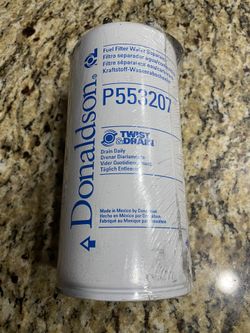 Donaldson
Fuel Filter Water Separator
Filtro separador agua/combustible
Filtre séparateur eau/carburant
Kraftstoff-Wasserabscheider
P553207
TWIST
& DRAIN
Drain Daily
Drenar Diariamente
Vider Quotidiennement
Täglich Entleeren
Made in Mexico by Donaldson
Hecho en México por Donaldson
Fabriqué au Mexique par Donaldson